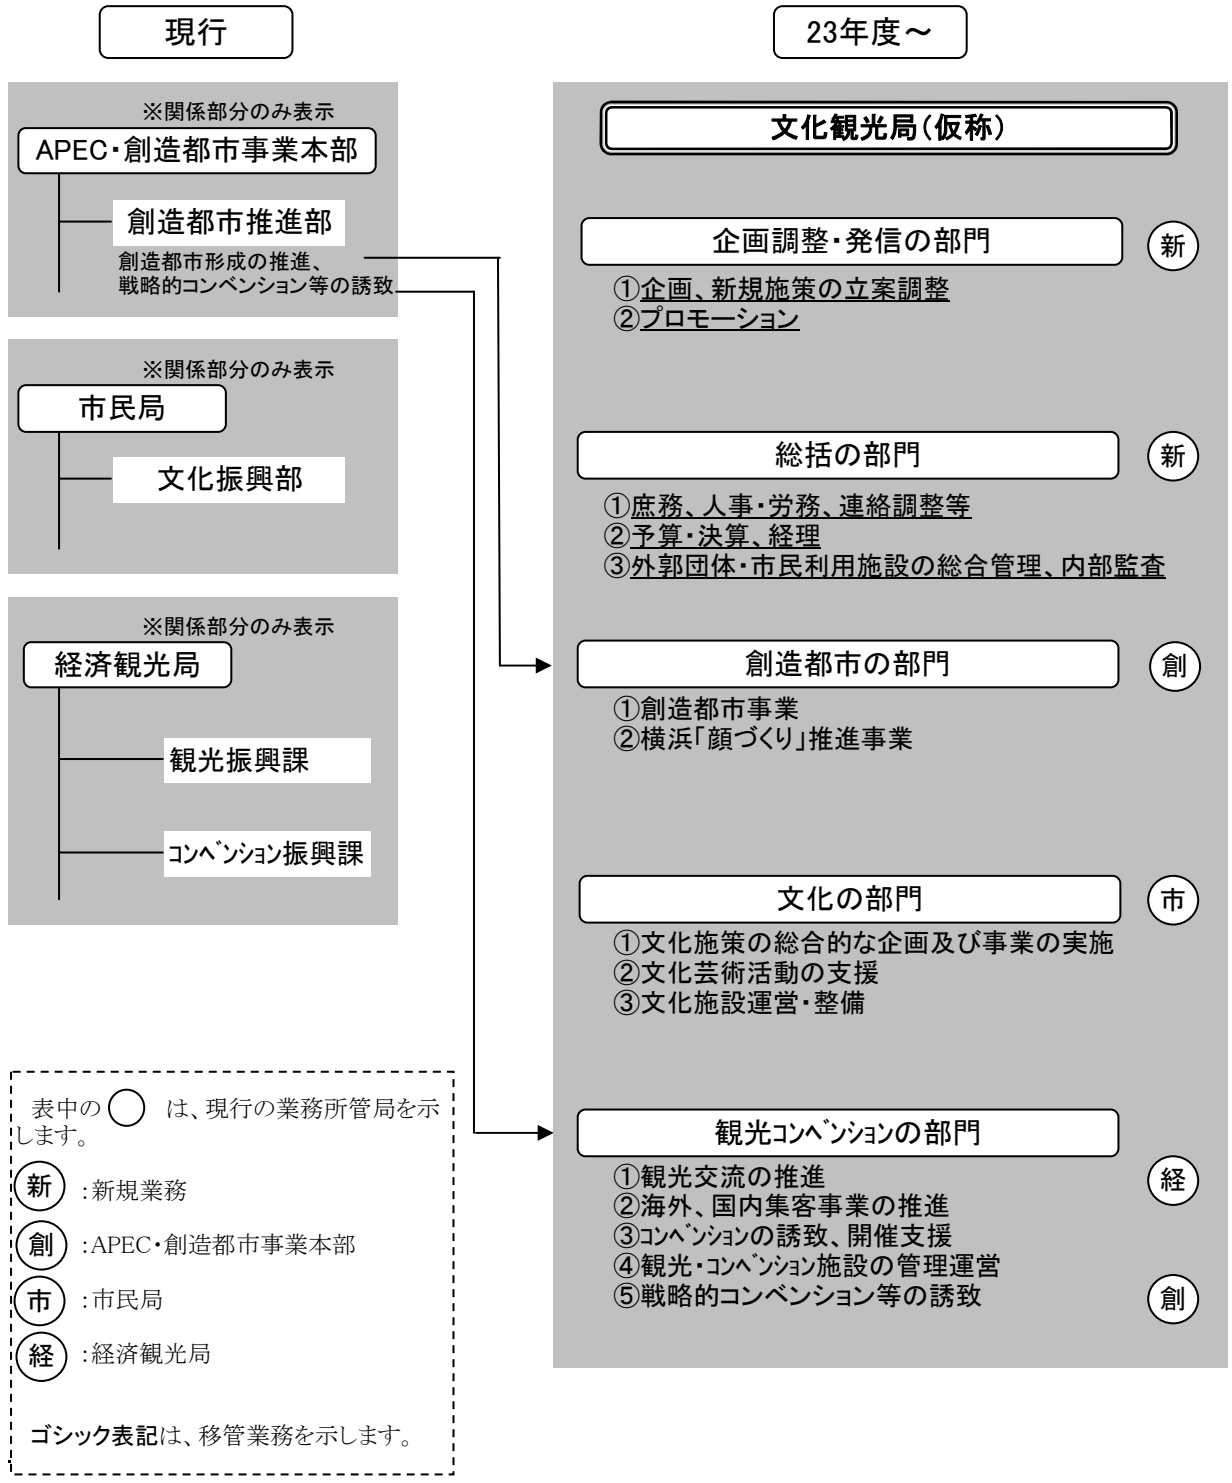 現行
※関係部分のみ表示
APEC・創造都市事業本部
創造都市推進部
創造都市形成の推進、
戦略的コンベンション等の誘致
※関係部分のみ表示
市民局
文化振興部
※関係部分のみ表示
経済観光局
観光振興課
ｺﾝﾍﾞﾝｼｮﾝ振興課
表中の○ は、現行の業務所管局を示
します。
新 :新規業務
創 :APEC・創造都市事業本部
市 :市民局
経 :経済観光局
ゴシック表記は、移管業務を示します。
23年度～
文化観光局(仮称)
企画調整・発信の部門 新
①企画、新規施策の立案調整
②プロモーション
総括の部門 新
①庶務、人事・労務、連絡調整等
②予算・決算、経理
③外郭団体・市民利用施設の総合管理、内部監査
創造都市の部門 創
①創造都市事業
②横浜「顔づくり」推進事業
文化の部門 市
①文化施策の総合的な企画及び事業の実施
②文化芸術活動の支援
③文化施設運営・整備
観光ｺﾝﾍﾞﾝｼｮﾝの部門
①観光交流の推進 経
②海外、国内集客事業の推進
③ｺﾝﾍﾞﾝｼｮﾝの誘致、開催支援
④観光・ｺﾝﾍﾞﾝｼｮﾝ施設の管理運営
⑤戦略的コンベンション等の誘致 創